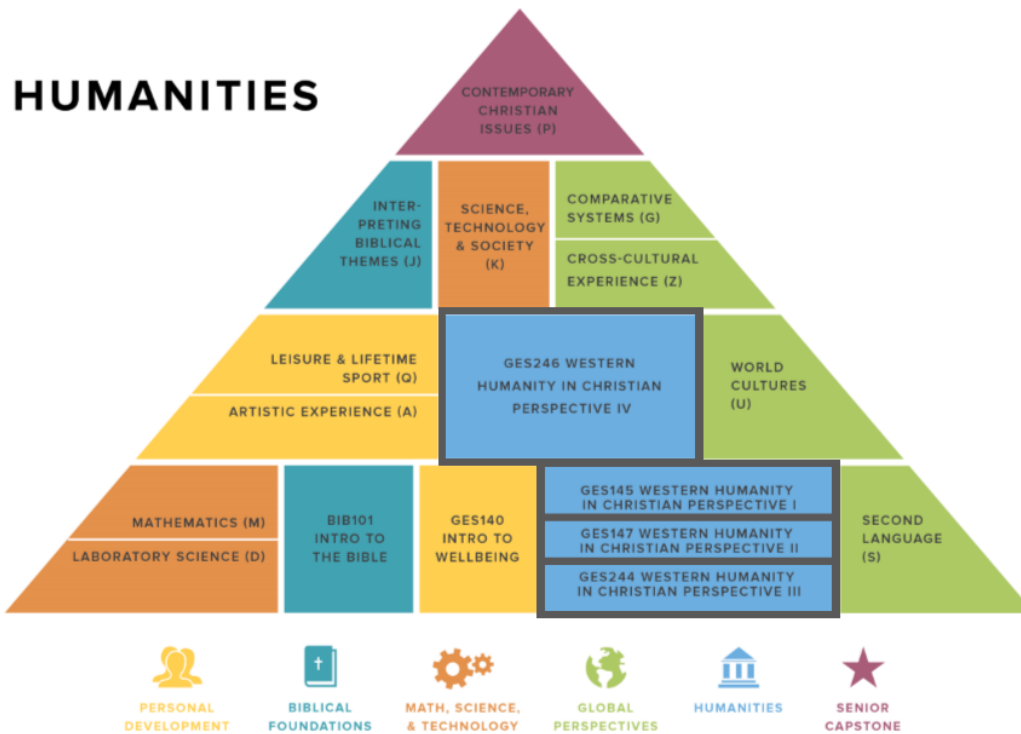 HUMANITIES
CONTEMPORARY
CHRISTIAN
ISSUES (P)
INTER-
PRETING
BIBLICAL
THEMES (J)
SCIENCE,
TECHNOLOGY
& SOCIETY
(K)
COMPARATIVE
SYSTEMS (G)
CROSS-CULTURAL
EXPERIENCE (Z)
LEISURE & LIFETIME
SPORT (Q)
ARTISTIC EXPERIENCE (A)
GES246 WESTERN
HUMANITY IN CHRISTIAN
PERSPECTIVE IV
WORLD
CULTURES
(U)
MATHEMATICS (M)
LABORATORY SCIENCE (D)
BIB101
INTRO TO
THE BIBLE
GES140
INTRO TO
WELLBEING
GES145 WESTERN HUMANITY
IN CHRISTIAN PERSPECTIVE I
GES147 WESTERN HUMANITY
IN CHRISTIAN PERSPECTIVE II
GES244 WESTERN HUMANITY
IN CHRISTIAN PERSPECTIVE III
SECOND
LANGUAGE
(S)
PERSONAL
DEVELOPMENT
BIBLICAL
FOUNDATIONS
MATH, SCIENCE,
& TECHNOLOGY
GLOBAL
PERSPECTIVES
HUMANITIES
SENIOR
CAPSTONE